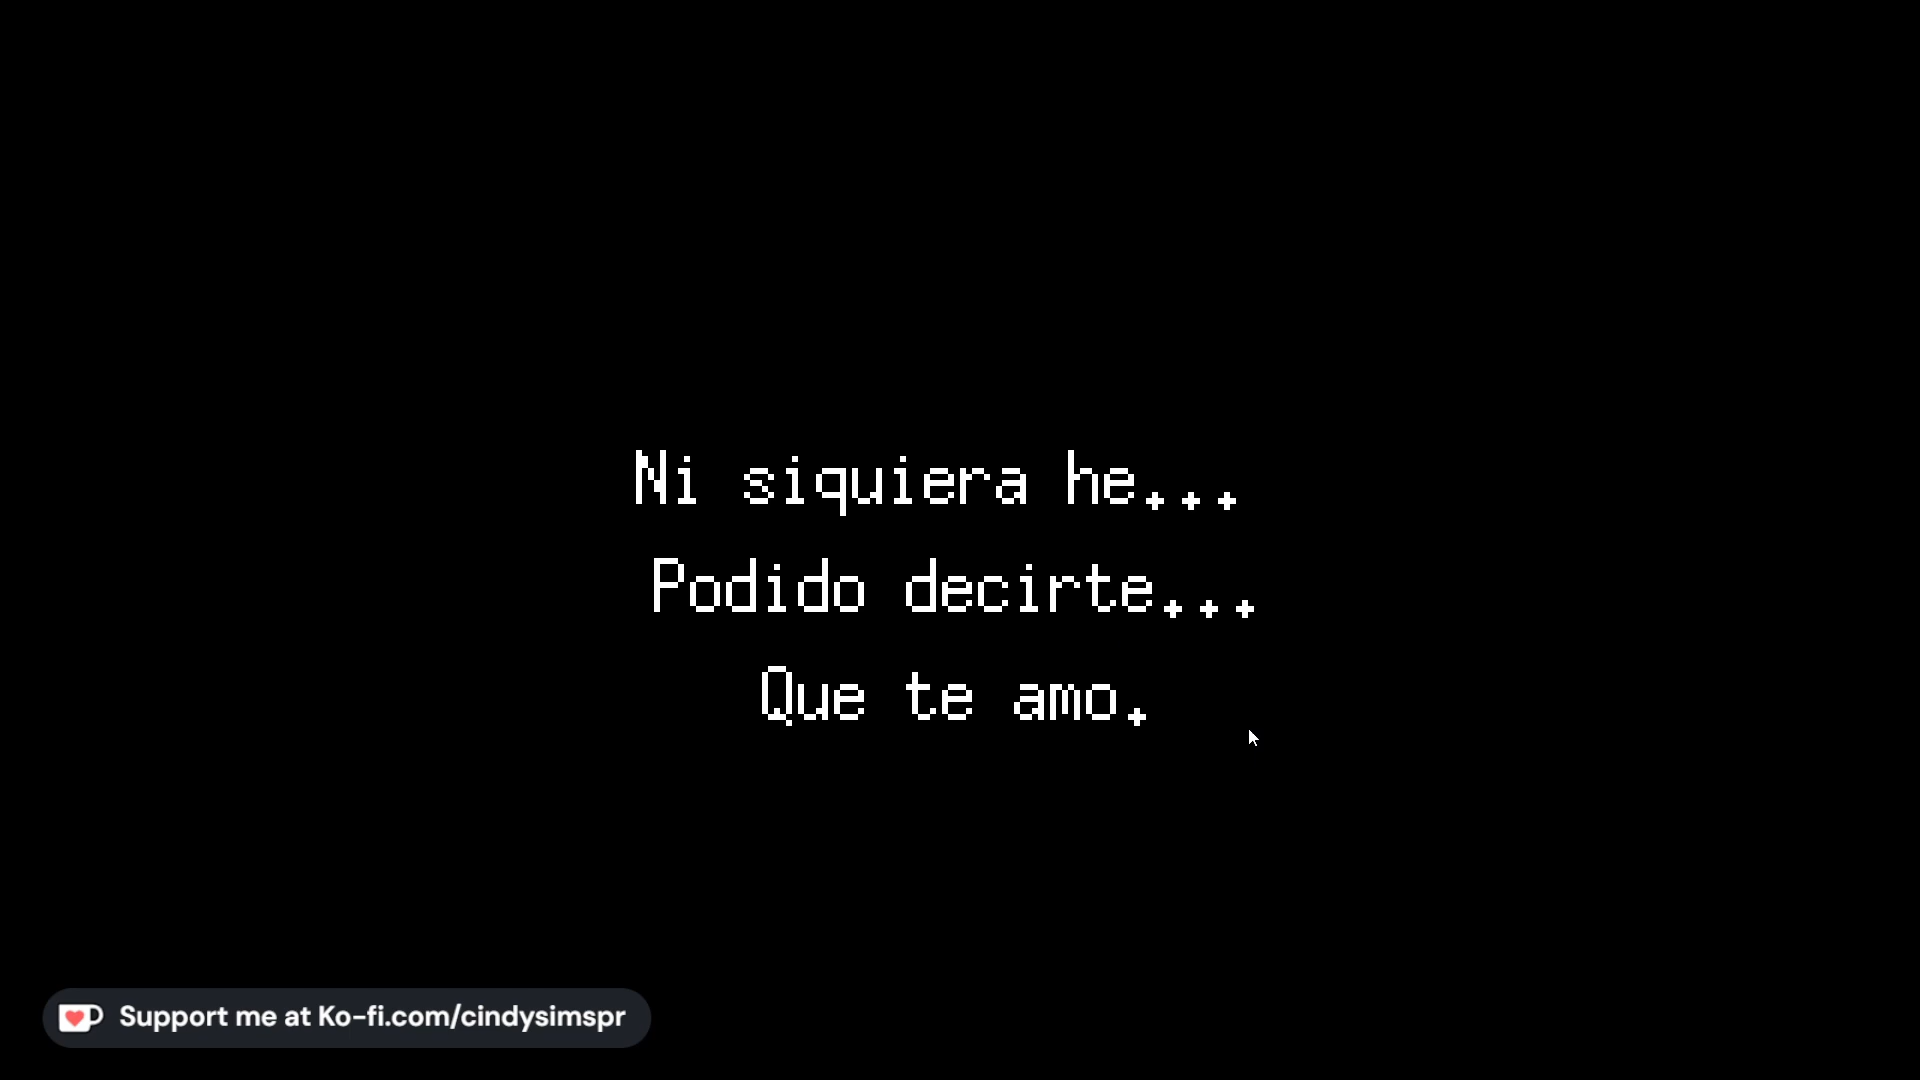 Ni siquiera he...
Podido decirte...
Que te amo.
Support me at Ko-fi.com/cindysimspr